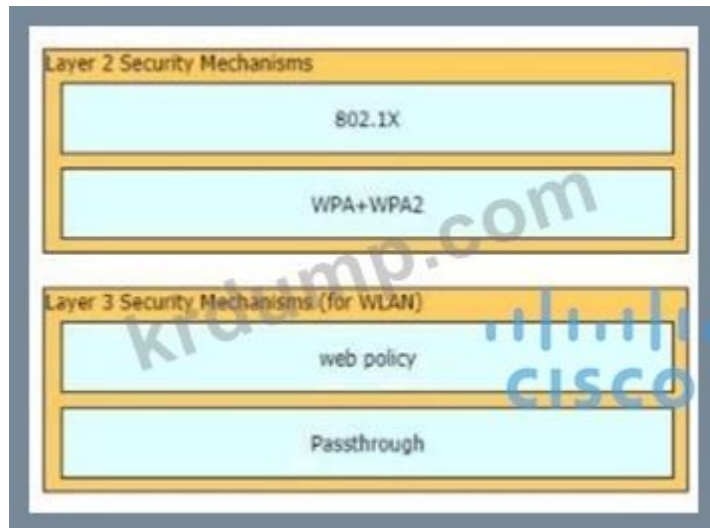 Layer 2 Security Mechanisms
802.1X
WPA+WPA2
Layer 3 Security Mechanisms (for WLAN)
web policy
Passthrough
krdump.com
CISCO